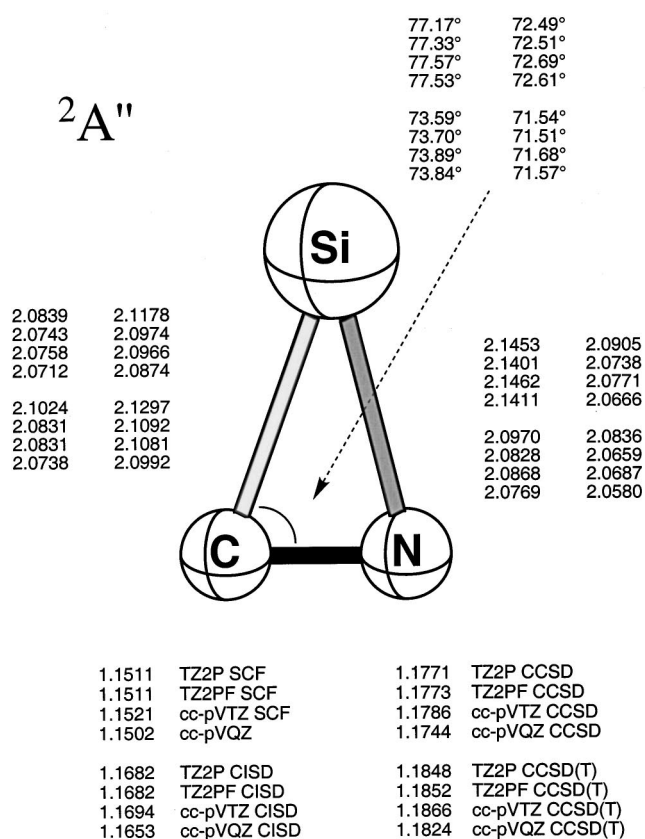 77.17° 72.49°
77.33° 72.51°
77.57° 72.69°
77.53° 72.61°
73.59° 71.54°
73.70° 71.51°
73.89° 71.68°
73.84° 71.57°
²A"
Si
2.0839 2.1178
2.0743 2.0974
2.0758 2.0966
2.0712 2.0874
2.1024 2.1297
2.0831 2.1092
2.0831 2.1081
2.0738 2.0992
2.1453 2.0905
2.1401 2.0738
2.1462 2.0771
2.1411 2.0666
2.0970 2.0836
2.0828 2.0659
2.0868 2.0687
2.0769 2.0580
C N
1.1511 TZ2P SCF 1.1771 TZ2P CCSD
1.1511 TZ2PF SCF 1.1773 TZ2PF CCSD
1.1521 cc-pVTZ SCF 1.1786 cc-pVTZ CCSD
1.1502 cc-pVQZ 1.1744 cc-pVQZ CCSD
1.1682 TZ2P CISD 1.1848 TZ2P CCSD(T)
1.1682 TZ2PF CISD 1.1852 TZ2PF CCSD(T)
1.1694 cc-pVTZ CISD 1.1866 cc-pVTZ CCSD(T)
1.1653 cc-pVQZ CISD 1.1824 cc-pVQZ CCSD(T)